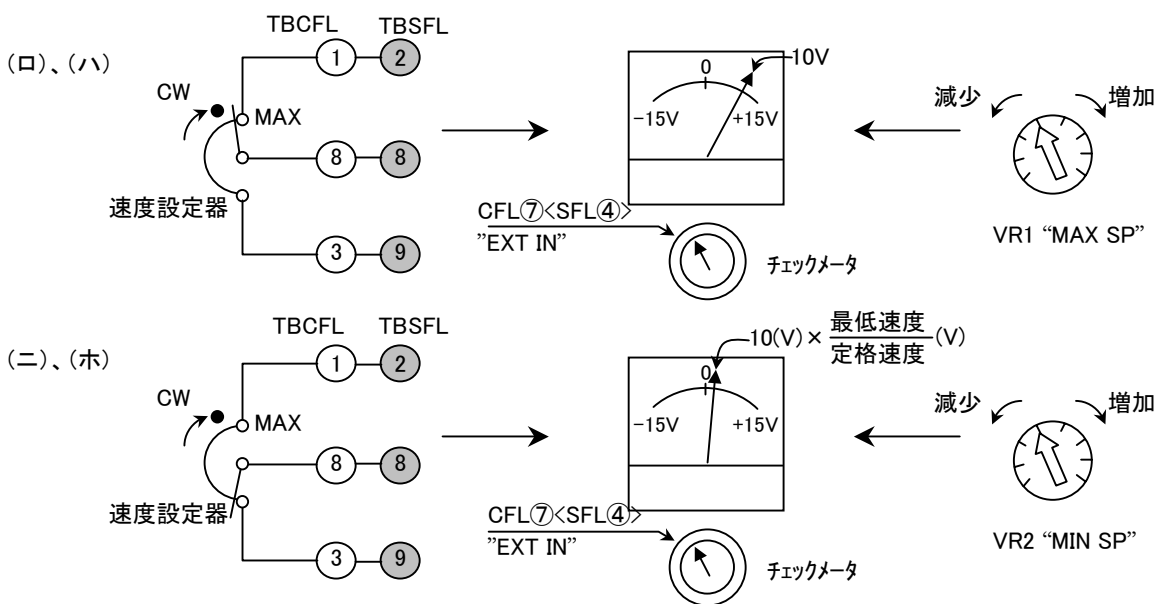 TBCFL TBSFL
(ロ)、(ハ)
1 2
CW
MAX
8 8
速度設定器
3 9
0
10V
-15V +15V
CFL⑦<SFL④>
"EXT IN"
チェックメータ
減少 増加
VR1 “MAX SP”
TBCFL TBSFL
(ニ)、(ホ)
1 2
CW
MAX
8 8
速度設定器
3 9
10(V)× 最低速度 (V)
定格速度
0
-15V +15V
CFL⑦<SFL④>
"EXT IN"
チェックメータ
減少 増加
VR2 “MIN SP”